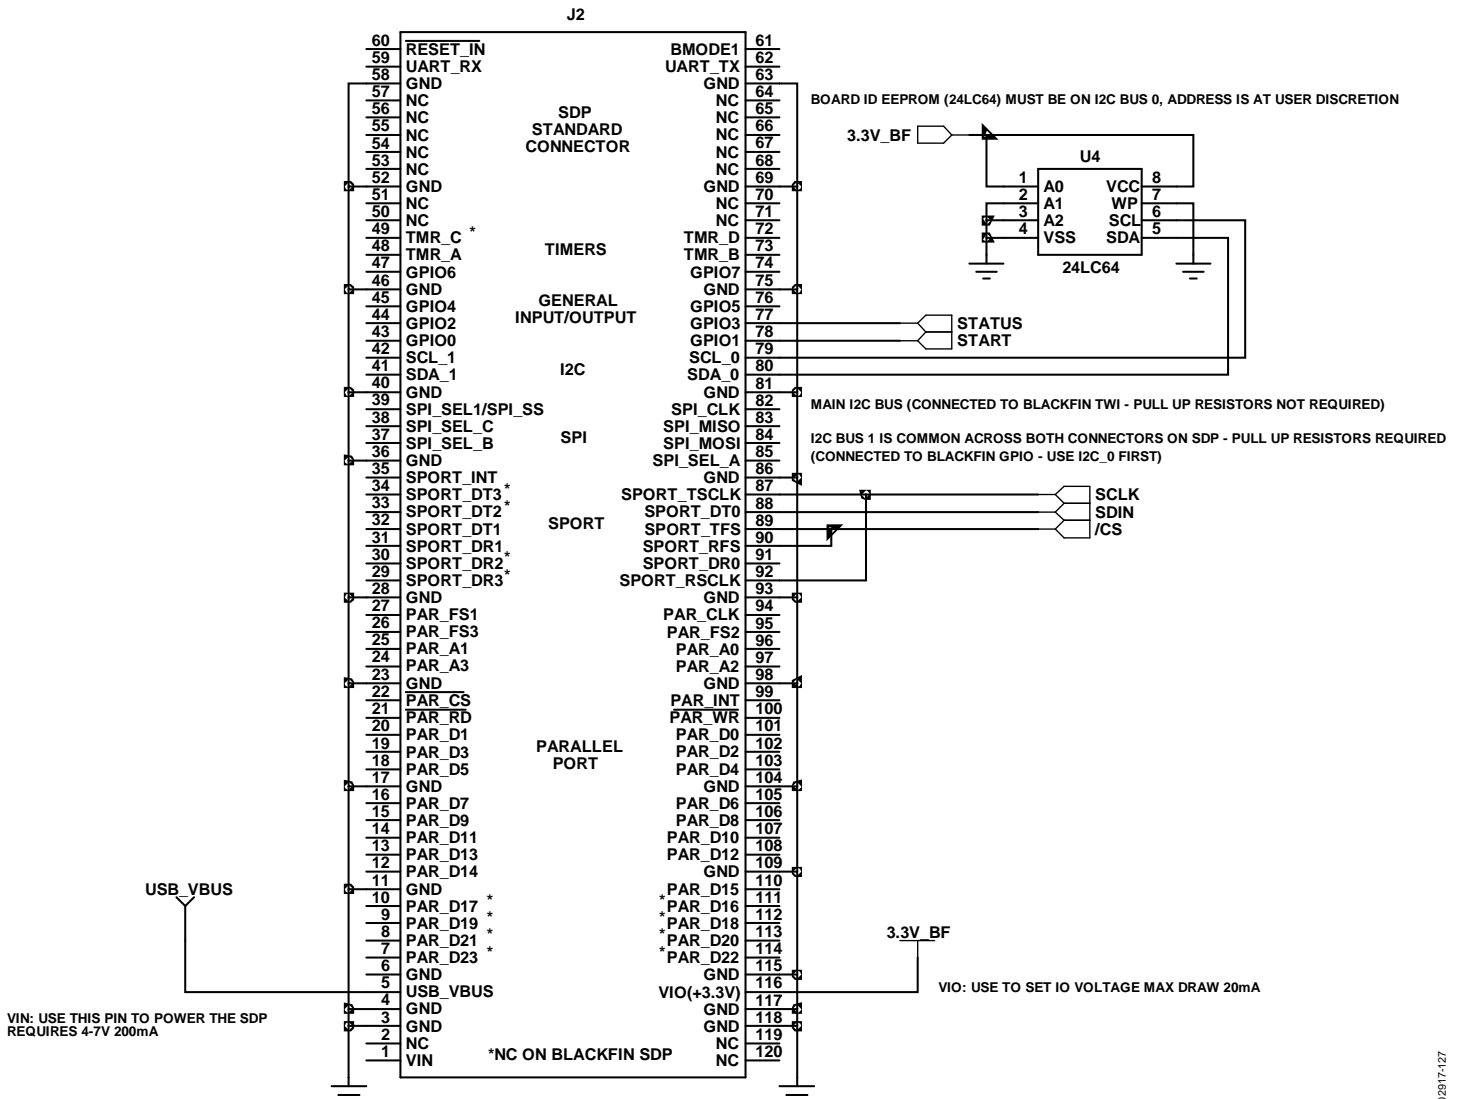 J2
60 RESET_IN BMODE1 61
59 UART_RX UART_TX 62
58 GND GND 63
57 NC NC 64
56 NC NC 65
55 NC NC 66
54 NC NC 67
53 NC NC 68
52 GND GND 69
51 NC NC 70
50 NC NC 71
49 TMR_C * TMR_D 72
48 TMR_A TMR_B 73
47 GPIO6 GPIO7 74
46 GND GND 75
45 GPIO4 GPIO5 76
44 GPIO2 GPIO3 77
43 GPIO0 GPIO1 78
42 SCL_1 SCL_0 79
41 SDA_1 SDA_0 80
40 GND GND 81
39 SPI_SEL1/SPI_SS SPI_CLK 82
38 SPI_SEL_C SPI_MISO 83
37 SPI_SEL_B SPI_MOSI 84
36 GND SPI_SEL_A 85
35 SPORT_INT GND 86
34 SPORT_DT3* SPORT_TSCLK 87
33 SPORT_DT2* SPORT_DT0 88
32 SPORT_DT1 SPORT_TFS 89
31 SPORT_DR1 SPORT_RFS 90
30 SPORT_DR2* SPORT_DR0 91
29 SPORT_DR3* SPORT_RSCLK 92
28 GND GND 93
27 PAR_FS1 PAR_CLK 94
26 PAR_FS3 PAR_FS2 95
25 PAR_A1 PAR_A0 96
24 PAR_A3 PAR_A2 97
23 GND GND 98
22 PAR_CS PAR_INT 99
21 PAR_RD PAR_WR 100
20 PAR_D1 PAR_D0 101
19 PAR_D3 PAR_D2 102
18 PAR_D5 PAR_D4 103
17 GND GND 104
16 PAR_D7 PAR_D6 105
15 PAR_D9 PAR_D8 106
14 PAR_D11 PAR_D10 107
13 PAR_D13 PAR_D12 108
12 PAR_D14 GND 109
11 GND PAR_D15 110
10 PAR_D17 * * PAR_D16 111
9 PAR_D19 * PAR_D18 112
8 PAR_D21 * * PAR_D20 113
7 PAR_D23 * * PAR_D22 114
6 GND GND 115
5 USB_VBUS VIO(+3.3V) 116
4 GND GND 117
3 GND GND 118
2 NC NC 119
1 VIN NC 120
*NC ON BLACKFIN SDP
SDP
STANDARD
CONNECTOR
TIMERS
GENERAL
INPUT/OUTPUT
I2C
SPI
SPORT
PARALLEL
PORT
BOARD ID EEPROM (24LC64) MUST BE ON I2C BUS 0, ADDRESS IS AT USER DISCRETION
3.3V_BF
U4
1 A0 VCC 8
2 A1 WP 7
3 A2 SCL 6
4 VSS SDA 5
24LC64
STATUS
START
MAIN I2C BUS (CONNECTED TO BLACKFIN TWI - PULL UP RESISTORS NOT REQUIRED)
I2C BUS 1 IS COMMON ACROSS BOTH CONNECTORS ON SDP - PULL UP RESISTORS REQUIRED
(CONNECTED TO BLACKFIN GPIO - USE I2C_0 FIRST)
SCLK
SDIN
/CS
USB_VBUS
3.3V_BF
VIO: USE TO SET IO VOLTAGE MAX DRAW 20mA
VIN: USE THIS PIN TO POWER THE SDP
REQUIRES 4-7V 200mA